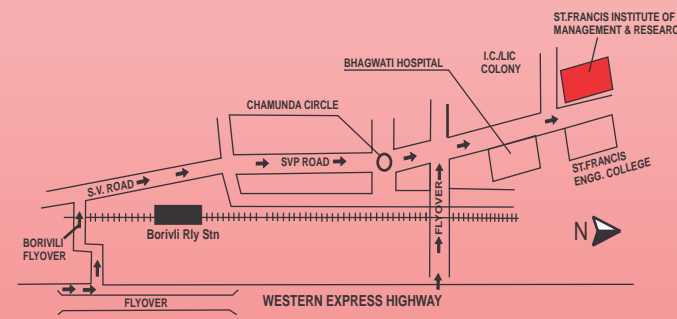 ST.FRANCIS INSTITUTE OF
MANAGEMENT & RESEARC
I.C./LIC
COLONY
BHAGWATI HOSPITAL
CHAMUNDA CIRCLE
SVP ROAD
S.V. ROAD
ST.FRANCIS
ENGG. COLLEGE
FLYOVER
Borivli Rly Stn
N
BORIVILI
FLYOVER
FLYOVER
WESTERN EXPRESS HIGHWAY